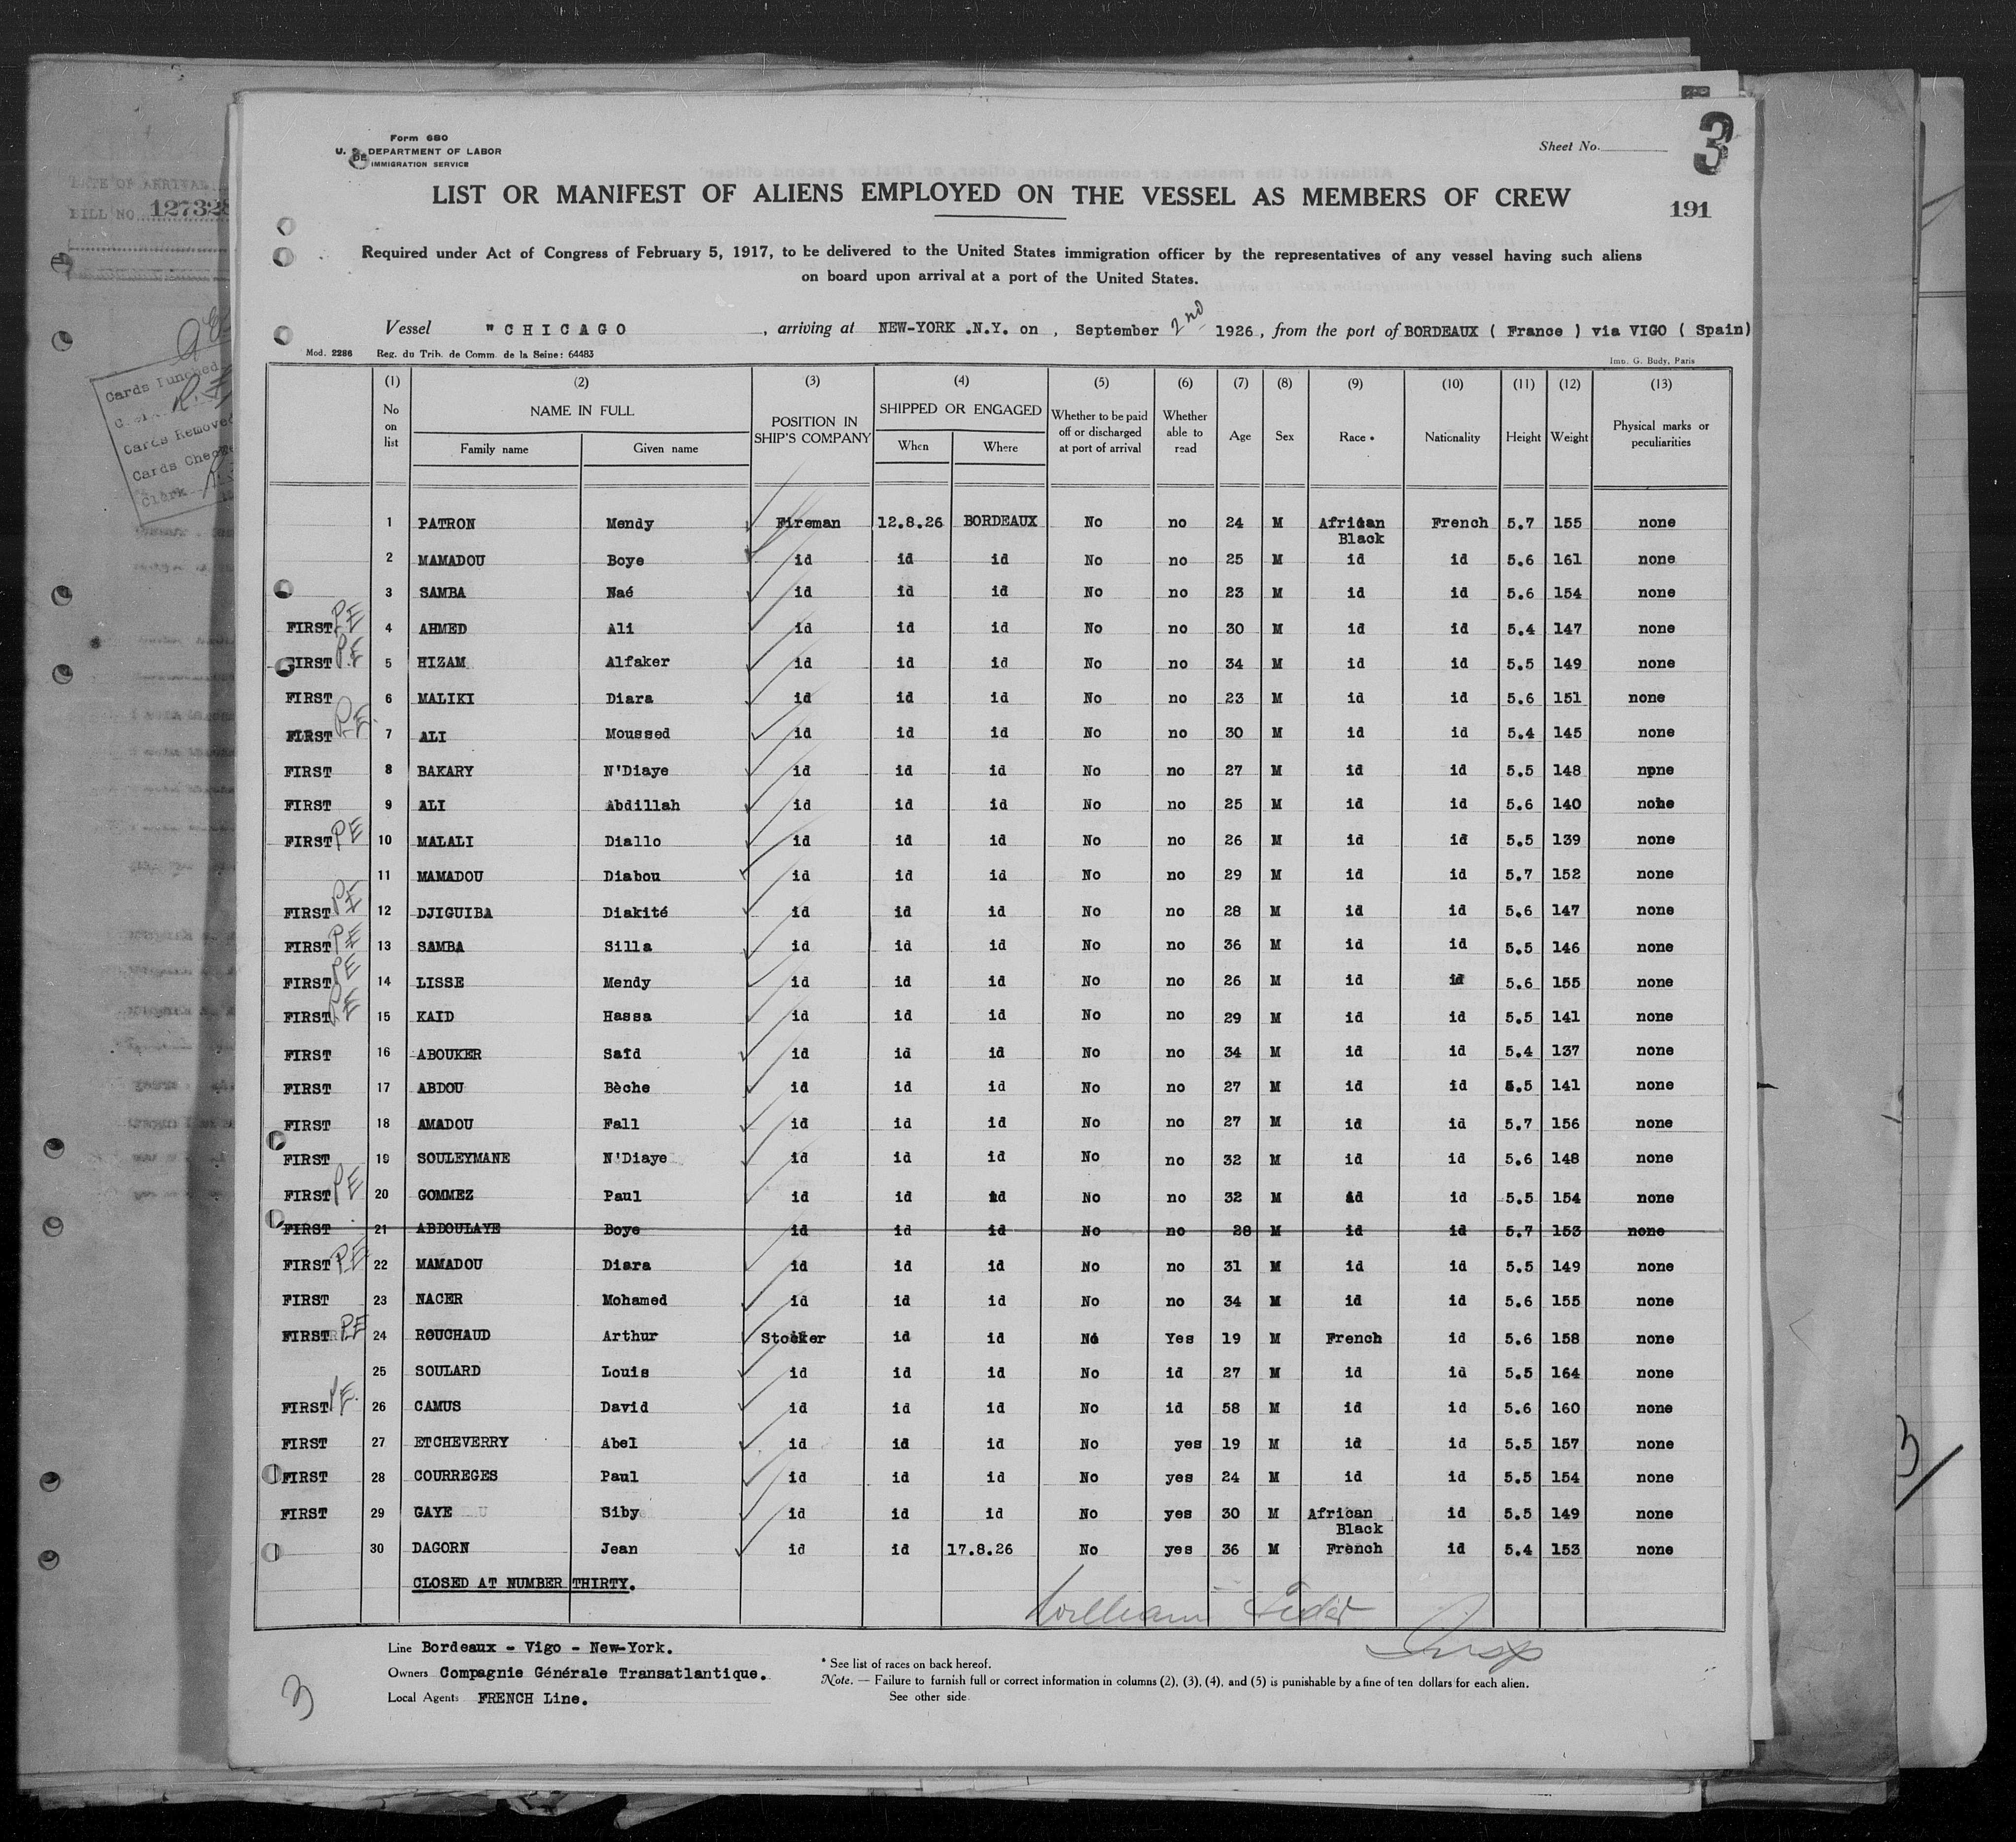 Form 680
U. S. DEPARTMENT OF LABOR
IMMIGRATION SERVICE
Sheet No.
3
191
LIST OR MANIFEST OF ALIENS EMPLOYED ON THE VESSEL AS MEMBERS OF CREW
Required under Act of Congress of February 5, 1917, to be delivered to the United States immigration officer by the representatives of any vessel having such aliens
on board upon arrival at a port of the United States.
Vessel "CHICAGO , arriving at NEW-YORK .N.Y. on , September 2nd 1926, from the port of BORDEAUX ( France ) via VIGO ( Spain)
Mod. 2286 Reg. du Trib. de Comm. de la Seine: 64483 Imp. G. Body, Paris
(1) (2) (3) (4) (5) (6) (7) (8) (9) (10) (11) (12) (13)
No on list NAME IN FULL Family name Given name POSITION IN SHIP'S COMPANY SHIPPED OR ENGAGED When Where Whether to be paid off or discharged at port of arrival Whether able to read Age Sex Race * Nationality Height Weight Physical marks or peculiarities
1 PATRON Mendy Fireman 12.8.26 BORDEAUX No no 24 M African Black French 5.7 155 none
2 MAMADOU Boye id id id No no 25 M id id 5.6 161 none
3 SAMBA Naé id id id No no 23 M id id 5.6 154 none
FIRST PE 4 AHMED Ali id id id No no 30 M id id 5.4 147 none
FIRST P.E 5 HIZAM Alfaker id id id No no 34 M id id 5.5 149 none
FIRST 6 MALIKI Diara id id id No no 23 M id id 5.6 151 none
FIRST P.E. 7 ALI Moussed id id id No no 30 M id id 5.4 145 none
FIRST 8 BAKARY N'Diaye id id id No no 27 M id id 5.5 148 npne
FIRST 9 ALI Abdillah id id id No no 25 M id id 5.6 140 none
FIRST PE 10 MALALI Diallo id id id No no 26 M id id 5.5 139 none
11 MAMADOU Diabou id id id No no 29 M id id 5.7 152 none
FIRST PE 12 DJIGUIBA Diakité id id id No no 28 M id id 5.6 147 none
FIRST PE 13 SAMBA Silla id id id No no 36 M id id 5.5 146 none
FIRST PE 14 LISSE Mendy id id id No no 26 M id id 5.6 155 none
FIRST PE 15 KAID Hassa id id id No no 29 M id id 5.5 141 none
FIRST 16 ABOUKER Saïd id id id No no 34 M id id 5.4 137 none
FIRST 17 ABDOU Bèche id id id No no 27 M id id 5.5 141 none
FIRST 18 AMADOU Fall id id id No no 27 M id id 5.7 156 none
FIRST 19 SOULEYMANE N'Diaye id id id No no 32 M id id 5.6 148 none
FIRST PE 20 GOMMEZ Paul id id id No no 32 M id id 5.5 154 none
FIRST 21 ABDOULAYE Boye id id id No no 28 M id id 5.7 153 none
FIRST PE 22 MAMADOU Diara id id id No no 31 M id id 5.5 149 none
FIRST 23 NACER Mohamed id id id No no 34 M id id 5.6 155 none
FIRST PE 24 ROUCHAUD Arthur Stocker id id No Yes 19 M French id 5.6 158 none
25 SOULARD Louis id id id No id 27 M id id 5.5 164 none
FIRST P.E. 26 CAMUS David id id id No id 58 M id id 5.6 160 none
FIRST 27 ETCHEVERRY Abel id id id No yes 19 M id id 5.5 157 none
FIRST 28 COURREGES Paul id id id No yes 24 M id id 5.5 154 none
FIRST 29 GAYE Siby id id id No yes 30 M African Black id 5.5 149 none
30 DAGORN Jean id id 17.8.26 No yes 36 M French id 5.4 153 none
CLOSED AT NUMBER THIRTY.
William
Insp
Line Bordeaux - Vigo - New-York.
Owners Compagnie Générale Transatlantique.
Local Agents FRENCH Line.
* See list of races on back hereof.
Note. — Failure to furnish full or correct information in columns (2), (3), (4), and (5) is punishable by a fine of ten dollars for each alien.
See other side
3
DATE OF ARRIVAL
BILL NO. 12732
Cards Punched
Cards Removed
Cards Checked
Clerk
3/